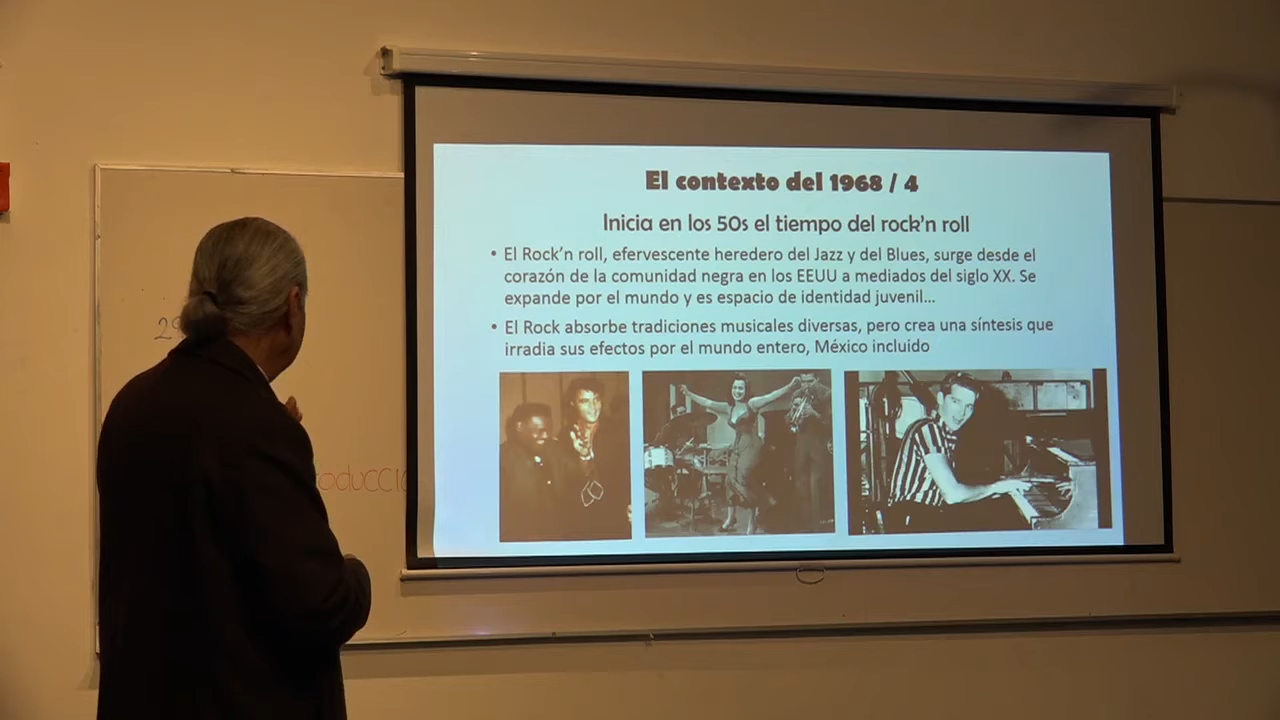 El contexto del 1968 / 4
Inicia en los 50s el tiempo del rock'n roll
• El Rock'n roll, efervescente heredero del Jazz y del Blues, surge desde el
corazón de la comunidad negra en los EEUU a mediados del siglo XX. Se
expande por el mundo y es espacio de identidad juvenil...
• El Rock absorbe tradiciones musicales diversas, pero crea una síntesis que
irradia sus efectos por el mundo entero, México incluido